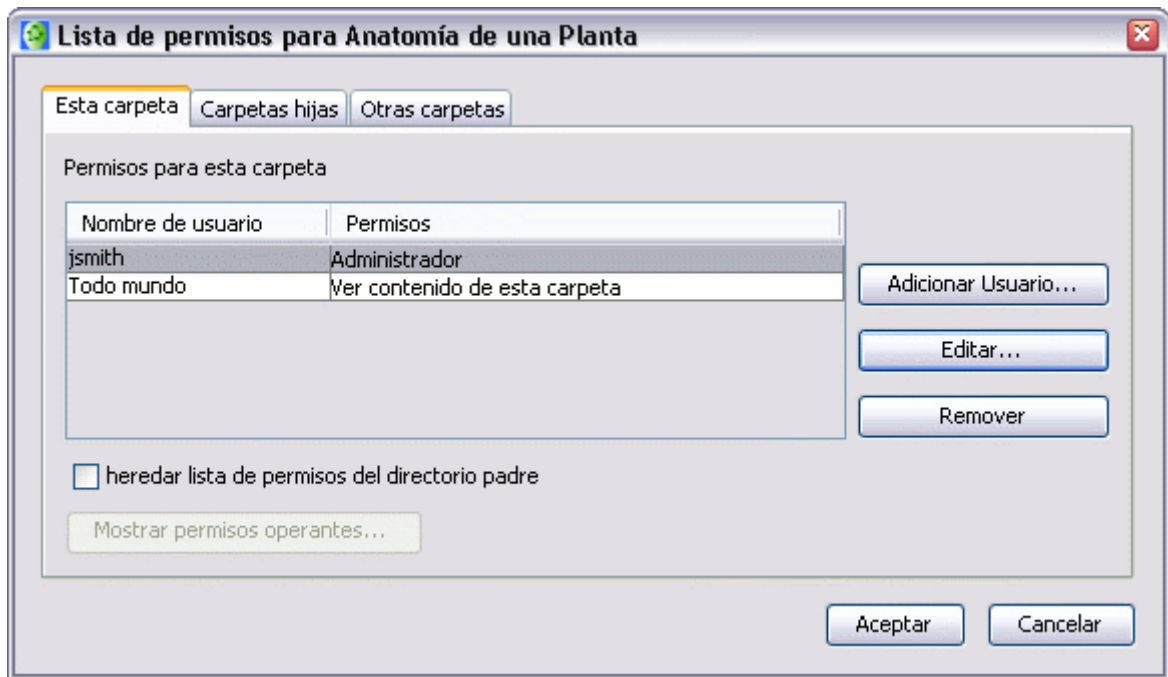 Lista de permisos para Anatomía de una Planta
Esta carpeta Carpetas hijas Otras carpetas
Permisos para esta carpeta
Nombre de usuario Permisos
jsmith Administrador
Todo mundo Ver contenido de esta carpeta
Adicionar Usuario...
Editar...
Remover
heredar lista de permisos del directorio padre
Mostrar permisos operantes...
Aceptar Cancelar